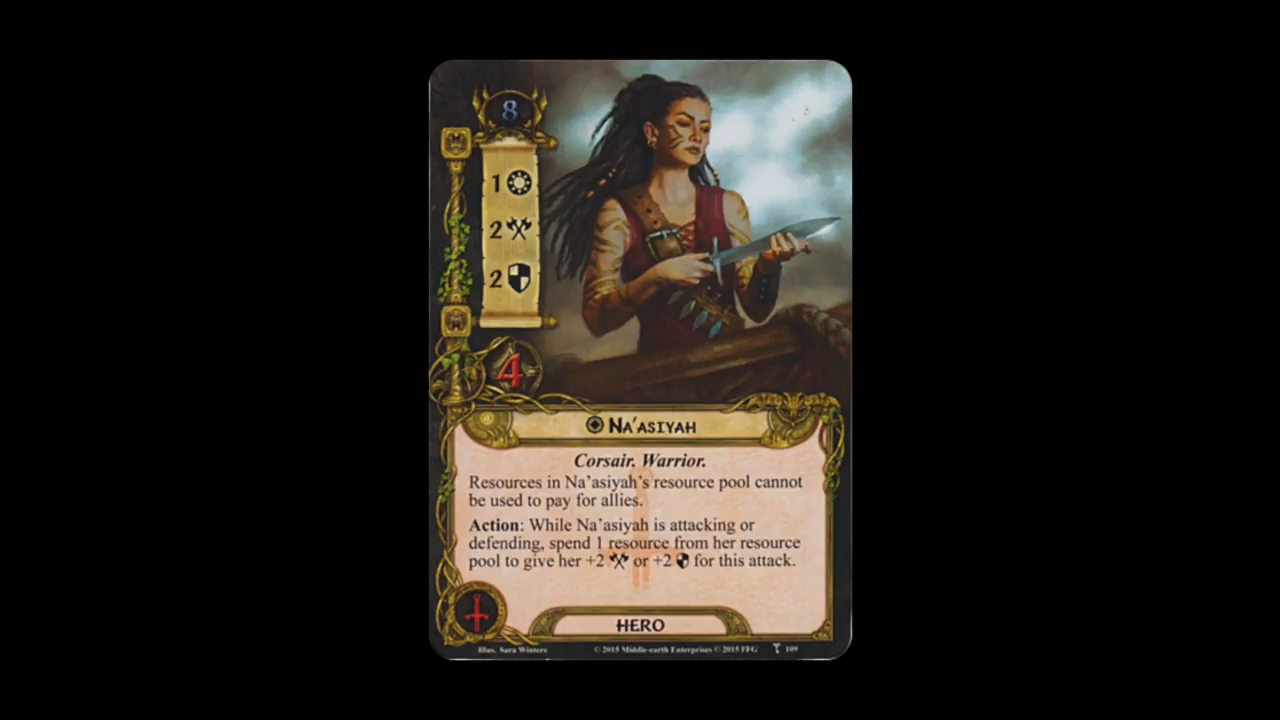 8
1
2
2
4
Na'asiyah
Corsair. Warrior.
Resources in Na'asiyah's resource pool cannot
be used to pay for allies.
Action: While Na'asiyah is attacking or
defending, spend 1 resource from her resource
pool to give her +2 or +2 for this attack.
HERO
Illus. Sara Winters
© 2015 Middle-earth Enterprises © 2015 FFG
109